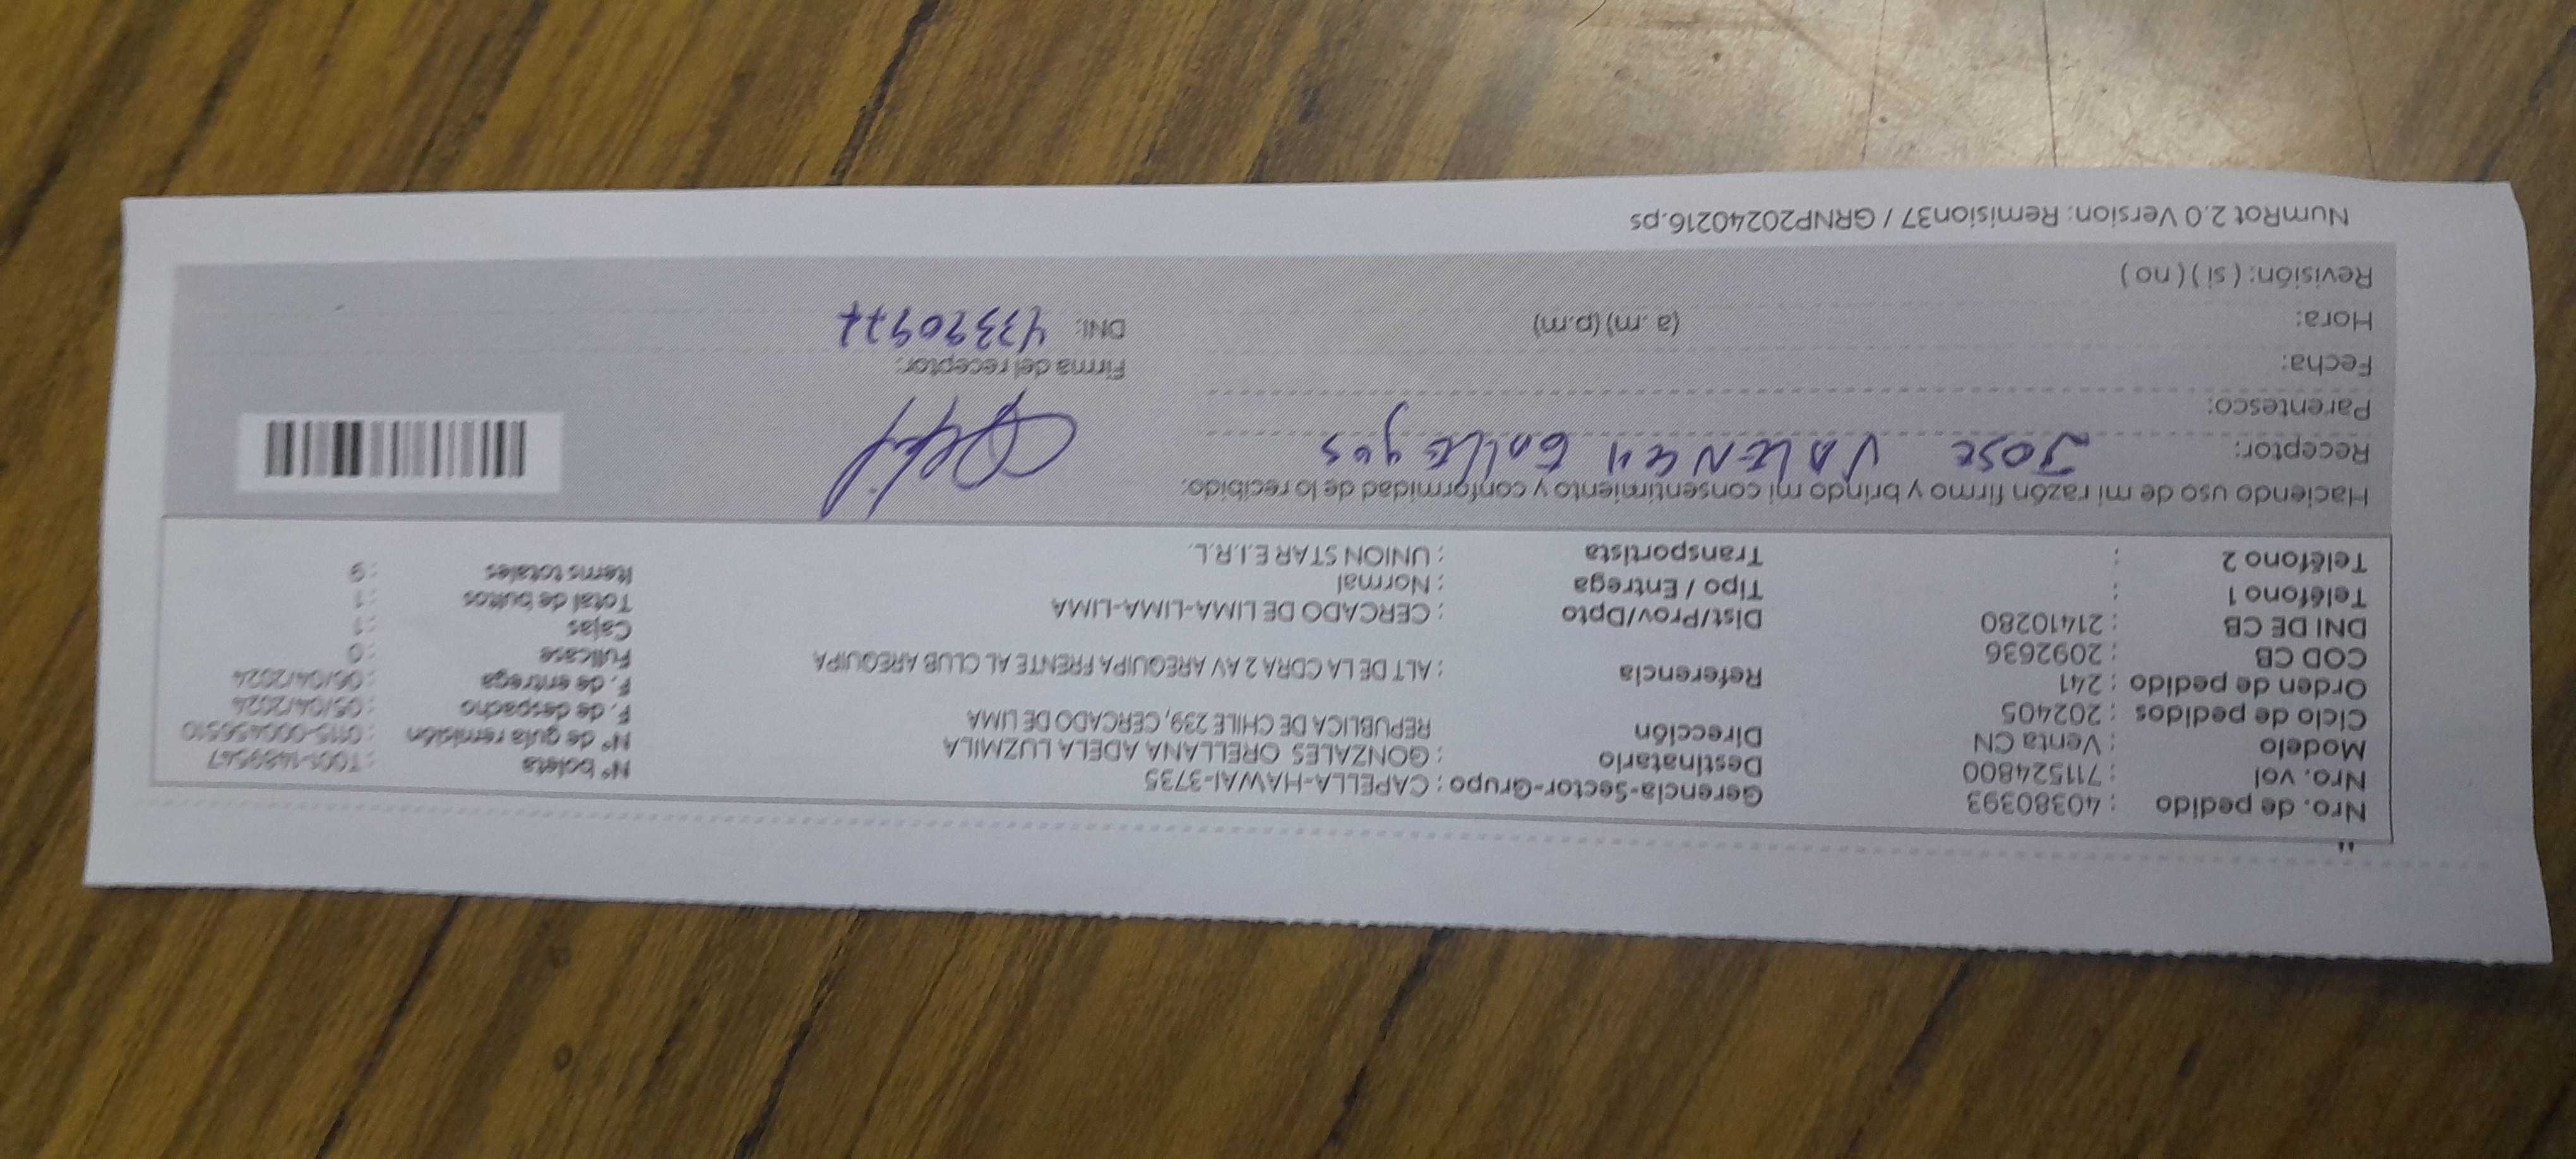 Nro. de pedido : 40380393
Nro. vol : 711524800
Modelo : Venta CN
Ciclo de pedidos : 202405
Orden de pedido : 241
COD CB : 2092636
DNI DE CB : 21410280
Teléfono 1 :
Teléfono 2 :
Gerencia-Sector-Grupo : CAPELLA-HAWAI-3735
Destinatario : GONZALES ORELLANA ADELA LUZMILA
Dirección REPUBLICA DE CHILE 239, CERCADO DE LIMA
Referencia : ALT DE LA CDRA 2 AV AREQUIPA FRENTE AL CLUB AREQUIPA
Dist/Prov/Dpto : CERCADO DE LIMA-LIMA-LIMA
Tipo / Entrega : Normal
Transportista : UNION STAR E.I.R.L.
N° boleta : T001-1489547
N° de guía remisión : 0115-000456510
F. de despacho : 05/04/2024
F. de entrega : 06/04/2024
Fullcase : 0
Cajas : 1
Total de bultos : 1
Items totales : 9
Haciendo uso de mi razón firmo y brindo mi consentimiento y conformidad de lo recibido.
Receptor: JOSE
Parentesco:
Fecha:
Hora: (a.m) (p.m)
Revisión: ( si ) ( no )
Firma del receptor:
DNI:
NumRot 2.0 Version: Remision37 / GRNP20240216.ps